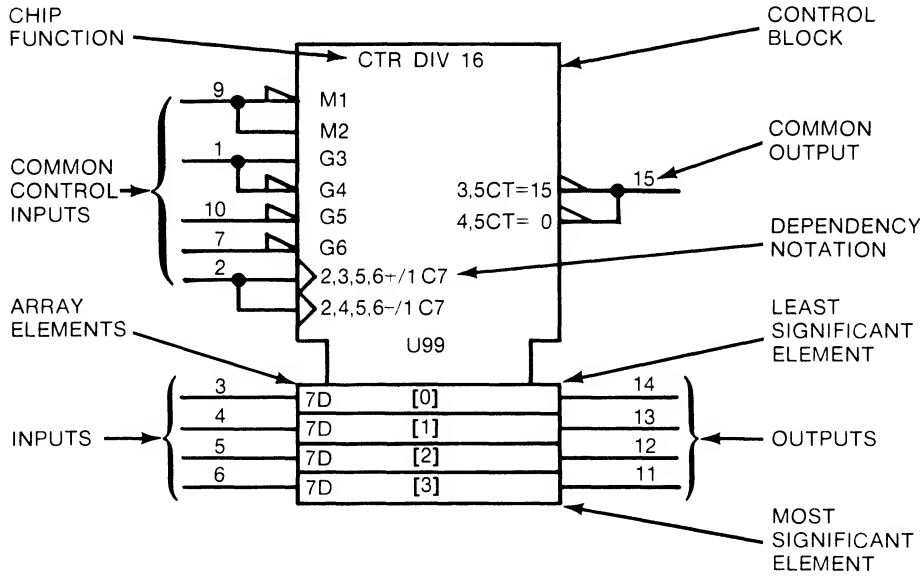 CHIP
FUNCTION
CONTROL
BLOCK
CTR DIV 16
9
M1
M2
1
G3
COMMON
OUTPUT
COMMON
CONTROL
INPUTS
G4
3,5CT=15
15
10
G5
4,5CT= 0
7
G6
DEPENDENCY
NOTATION
2
2,3,5,6+/1 C7
2,4,5,6-/1 C7
ARRAY
ELEMENTS
LEAST
SIGNIFICANT
ELEMENT
U99
3
7D
[0]
14
4
7D
[1]
13
INPUTS
OUTPUTS
5
7D
[2]
12
6
7D
[3]
11
MOST
SIGNIFICANT
ELEMENT